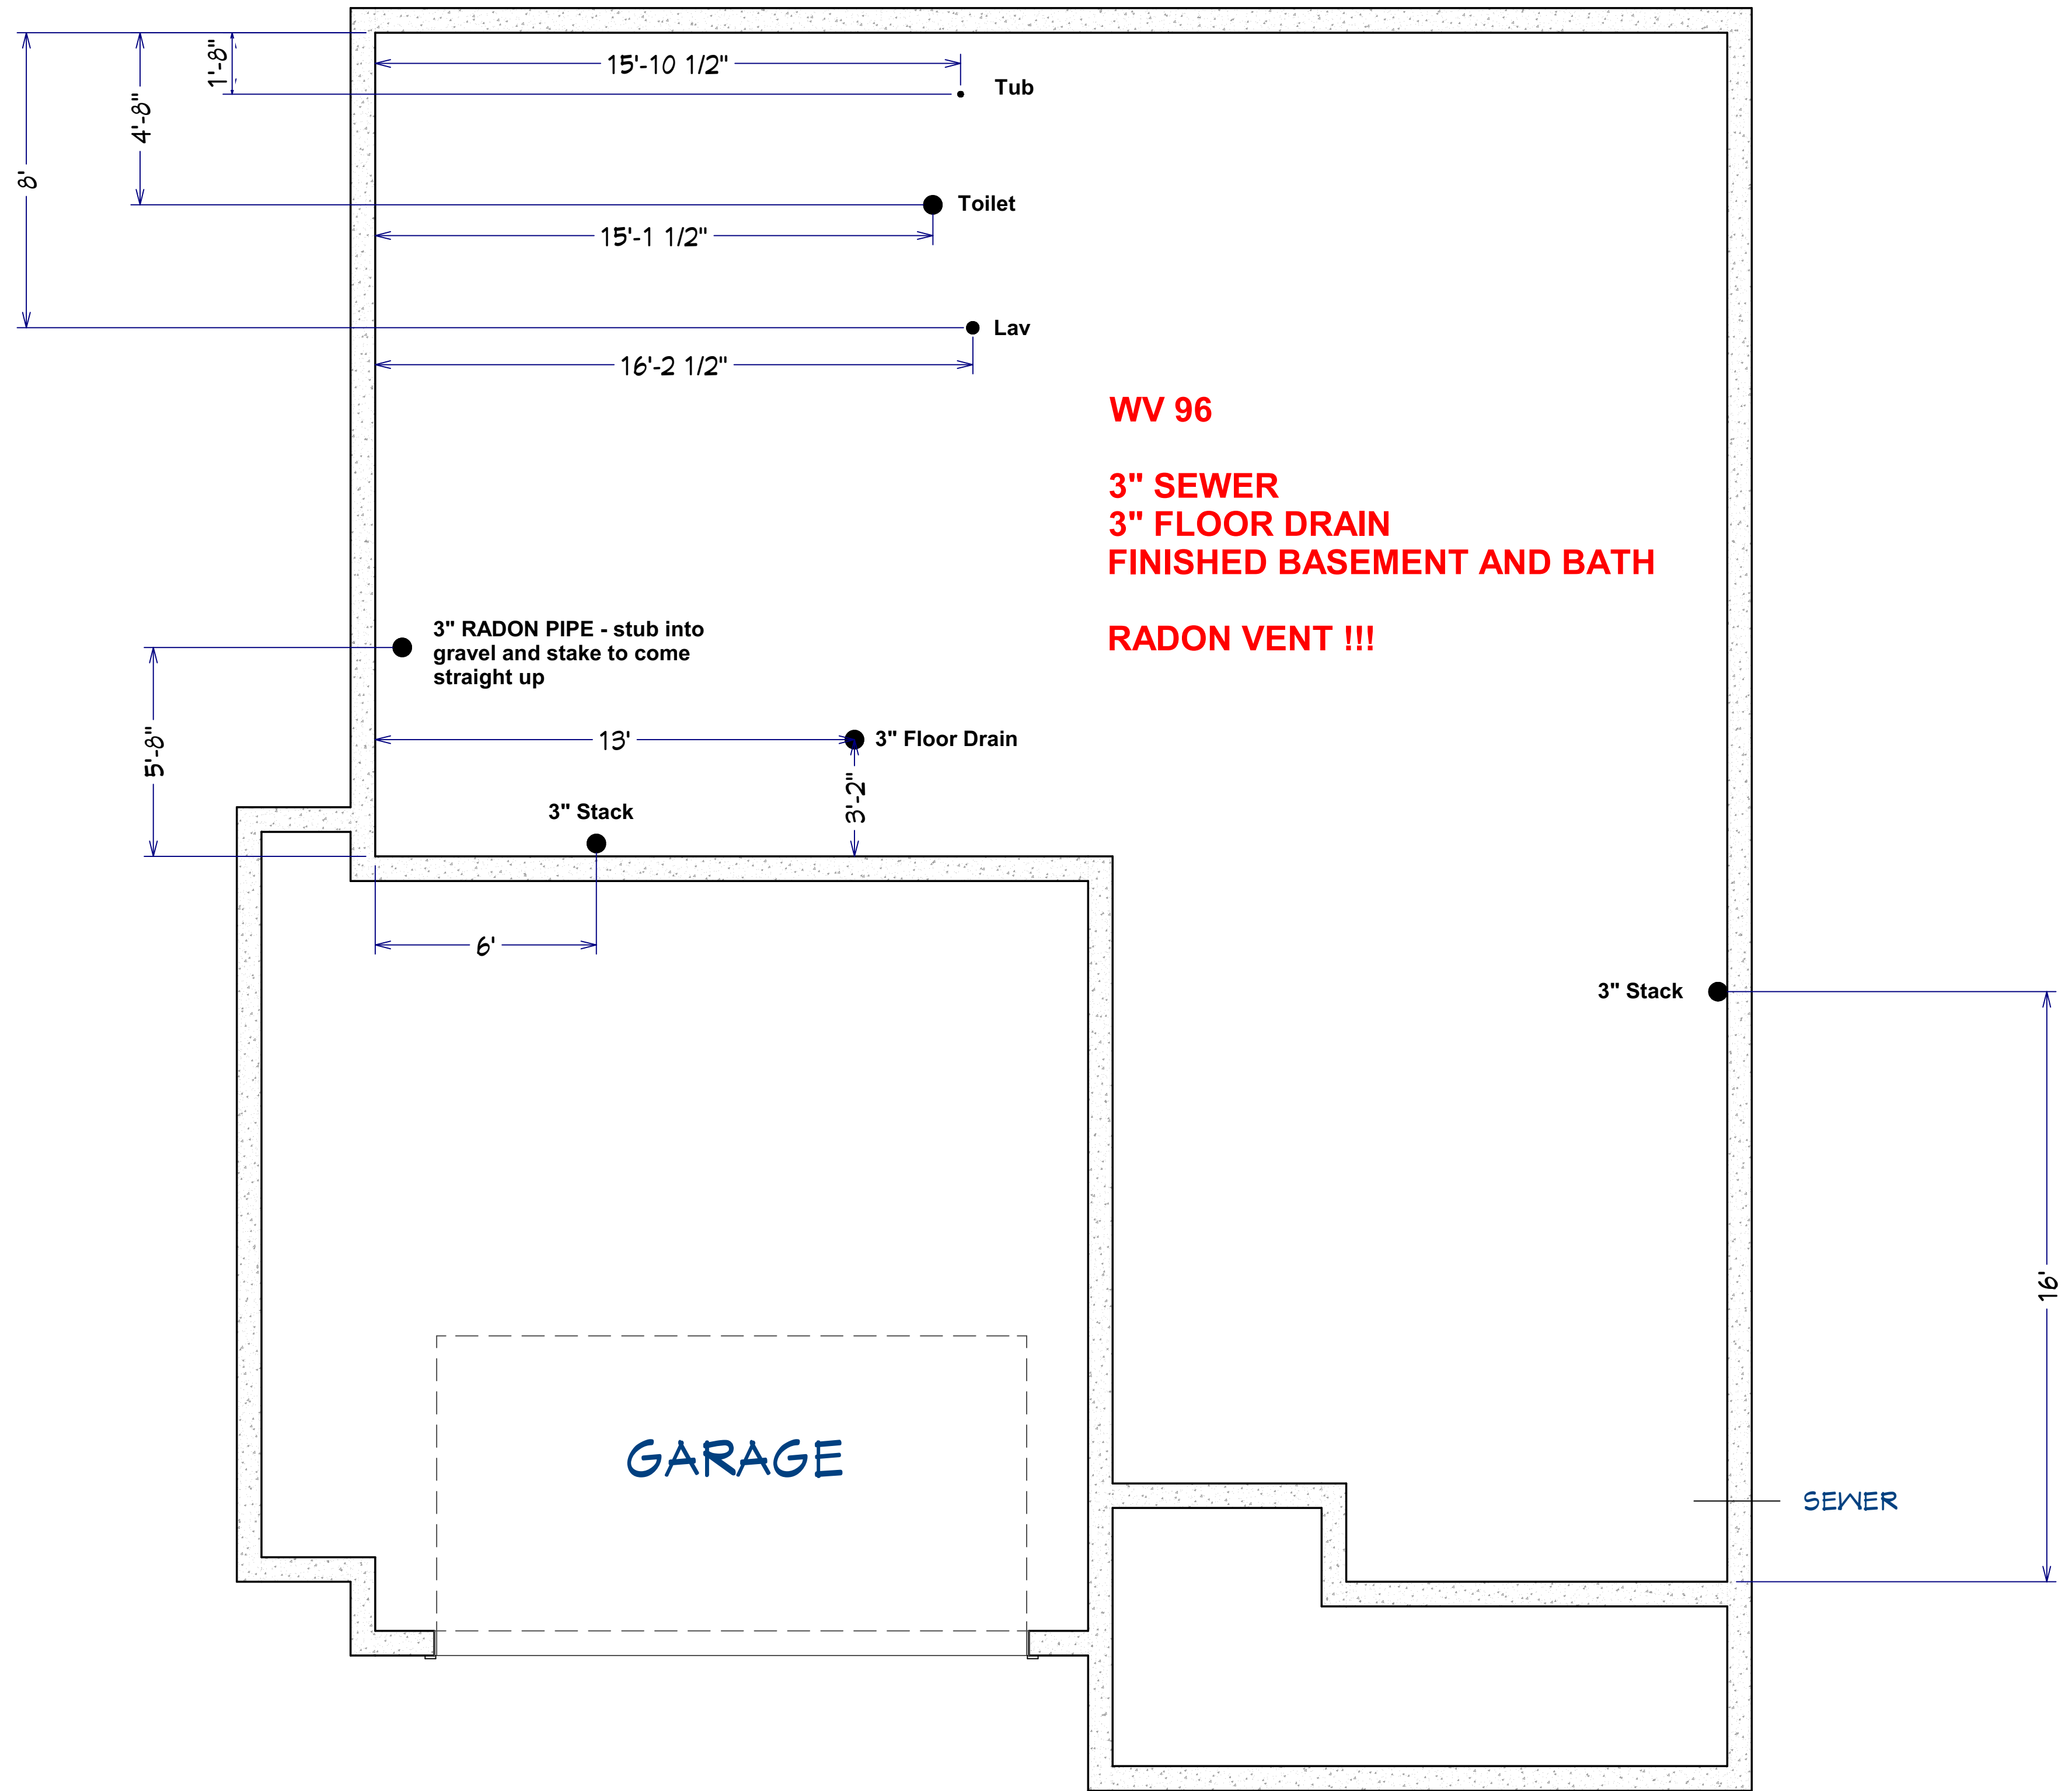 15'-10 1/2"
Tub
1'-8"
4'-8"
8'
Toilet
15'-1 1/2"
Lav
16'-2 1/2"
WV 96
3" SEWER
3" FLOOR DRAIN
FINISHED BASEMENT AND BATH
RADON VENT !!!
3" RADON PIPE - stub into
gravel and stake to come
straight up
5'-8"
13'
3" Floor Drain
3'-2"
3" Stack
6'
3" Stack
16'
GARAGE
SEWER